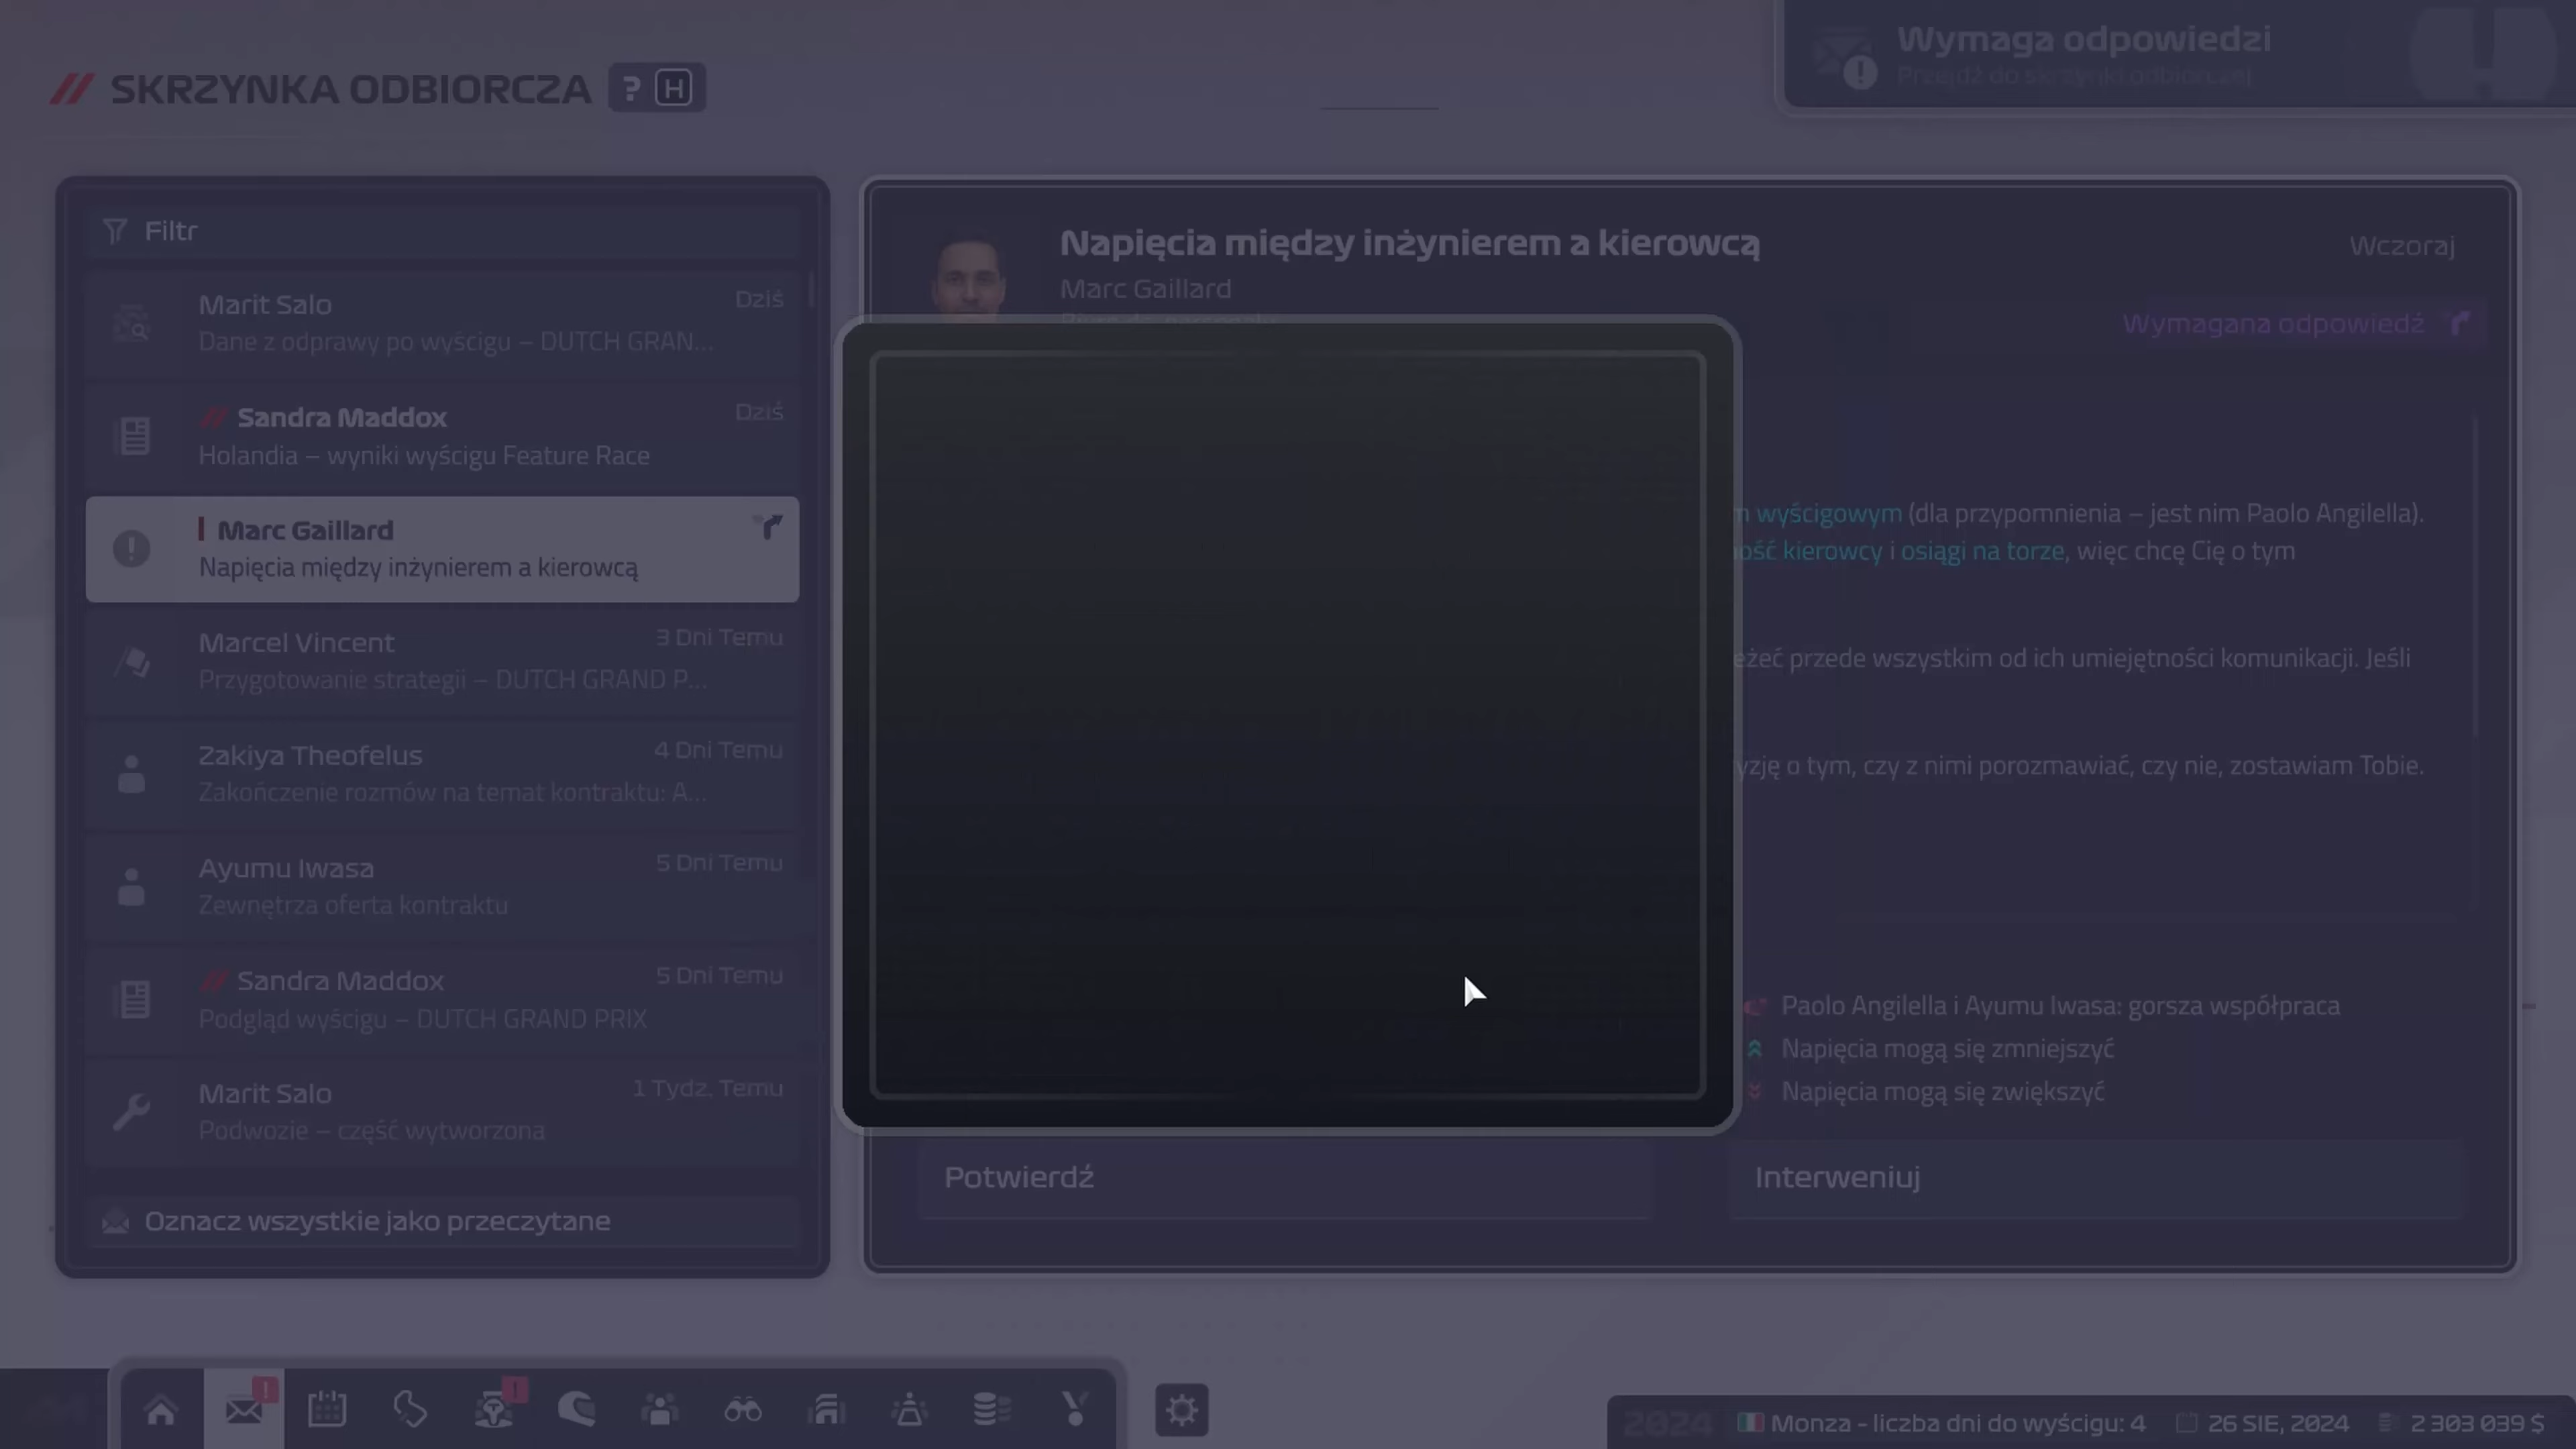 Wymaga odpowiedzi
Przejdź do skrzynki odbiorczej
SKRZYNKA ODBIORCZA ? H
Filtr
Marit Salo Dziś
Dane z odprawy po wyścigu – DUTCH GRAN...
Sandra Maddox Dziś
Holandia – wyniki wyścigu Feature Race
Marc Gaillard
Napięcia między inżynierem a kierowcą
Marcel Vincent 3 Dni Temu
Przygotowanie strategii – DUTCH GRAND P...
Zakiya Theofelus 4 Dni Temu
Zakończenie rozmów na temat kontraktu: A...
Ayumu Iwasa 5 Dni Temu
Zewnętrza oferta kontraktu
Sandra Maddox 5 Dni Temu
Podgląd wyścigu – DUTCH GRAND PRIX
Marit Salo 1 Tydz. Temu
Podwozie – część wytworzona
Oznacz wszystkie jako przeczytane
Napięcia między inżynierem a kierowcą Wczoraj
Marc Gaillard
Wymagana odpowiedź
wyścigowym (dla przypomnienia – jest nim Paolo Angilella).
kierowcy i osiągi na torze, więc chcę Cię o tym
przede wszystkim od ich umiejętności komunikacji. Jeśli
o tym, czy z nimi porozmawiać, czy nie, zostawiam Tobie.
Paolo Angilella i Ayumu Iwasa: gorsza współpraca
Napięcia mogą się zmniejszyć
Napięcia mogą się zwiększyć
Potwierdź Interweniuj
2024 Monza - liczba dni do wyścigu: 4 26 SIE, 2024 2 303 039 $